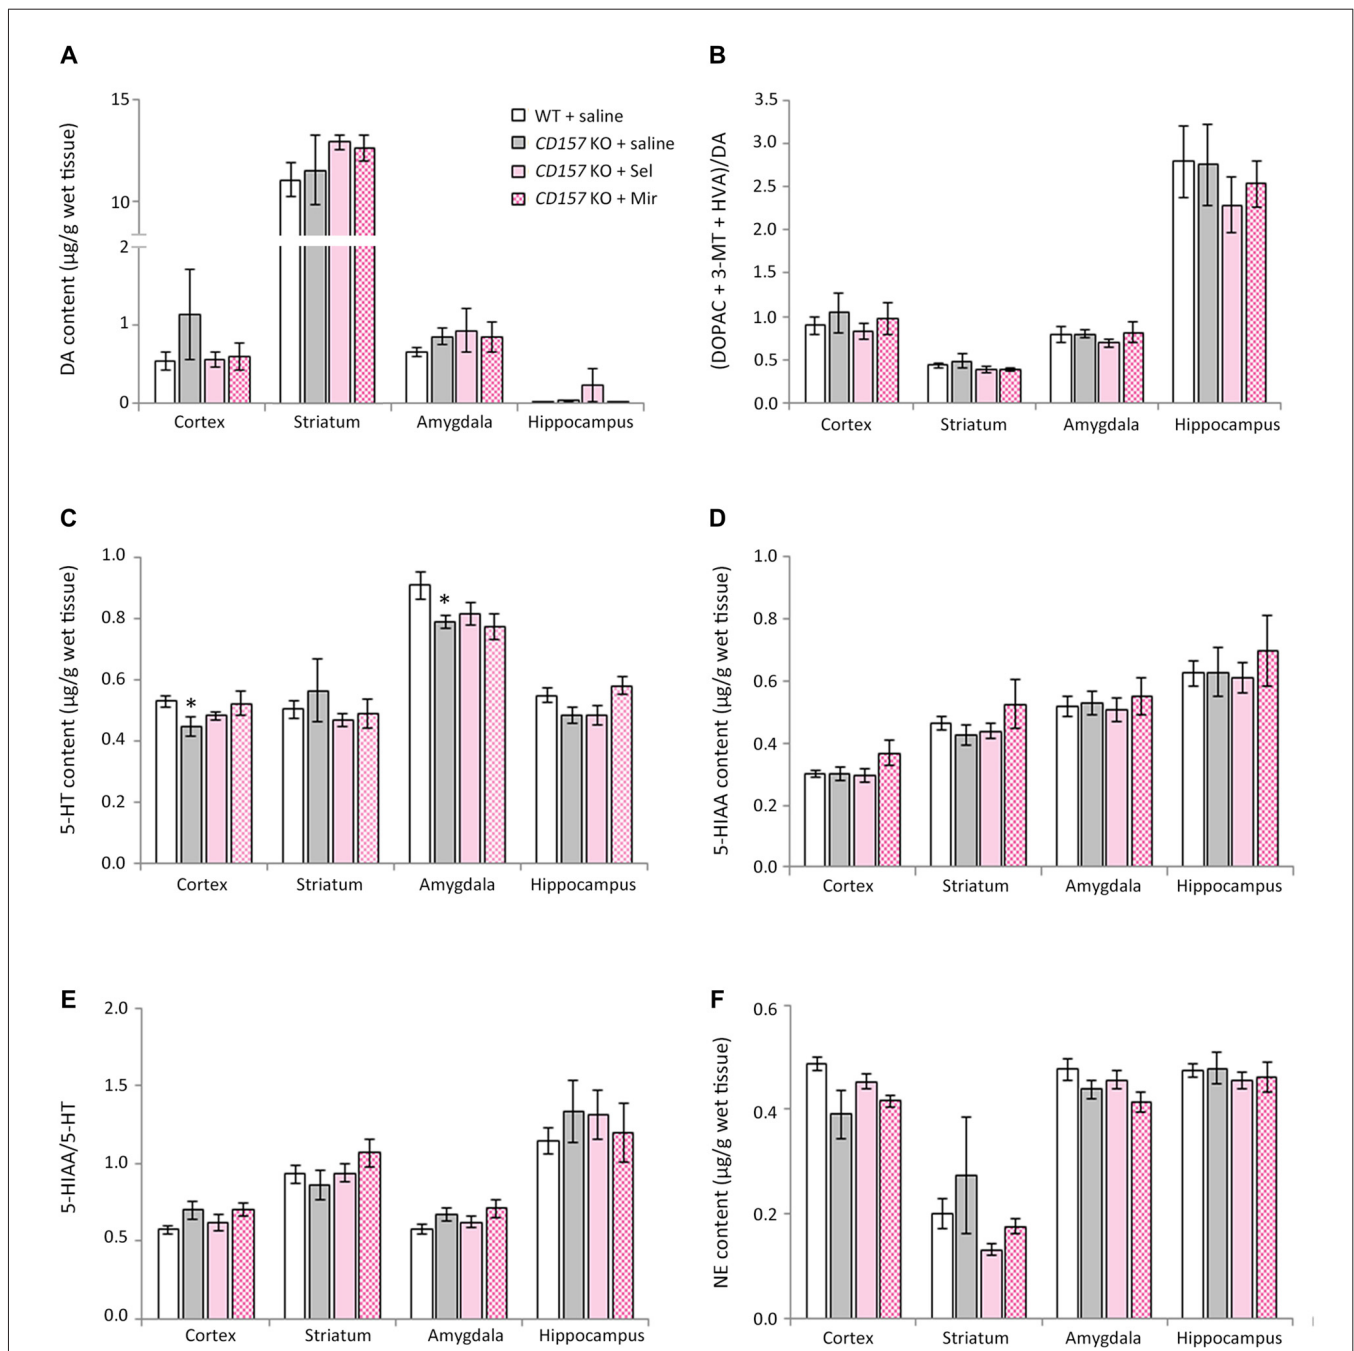 A
DA content (µg/g wet tissue)
15
10
2
1
0
WT + saline
CD157 KO + saline
CD157 KO + Sel
CD157 KO + Mir
Cortex Striatum Amygdala Hippocampus
B
(DOPAC + 3-MT + HVA)/DA
3.5
3.0
2.5
2.0
1.5
1.0
0.5
0.0
Cortex Striatum Amygdala Hippocampus
C
5-HT content (µg/g wet tissue)
1.0
0.8
0.6
0.4
0.2
0.0
*
*
Cortex Striatum Amygdala Hippocampus
D
5-HIAA content (µg/g wet tissue)
1.0
0.8
0.6
0.4
0.2
0.0
Cortex Striatum Amygdala Hippocampus
E
5-HIAA/5-HT
2.0
1.5
1.0
0.5
0.0
Cortex Striatum Amygdala Hippocampus
F
NE content (µg/g wet tissue)
0.6
0.4
0.2
0.0
Cortex Striatum Amygdala Hippocampus